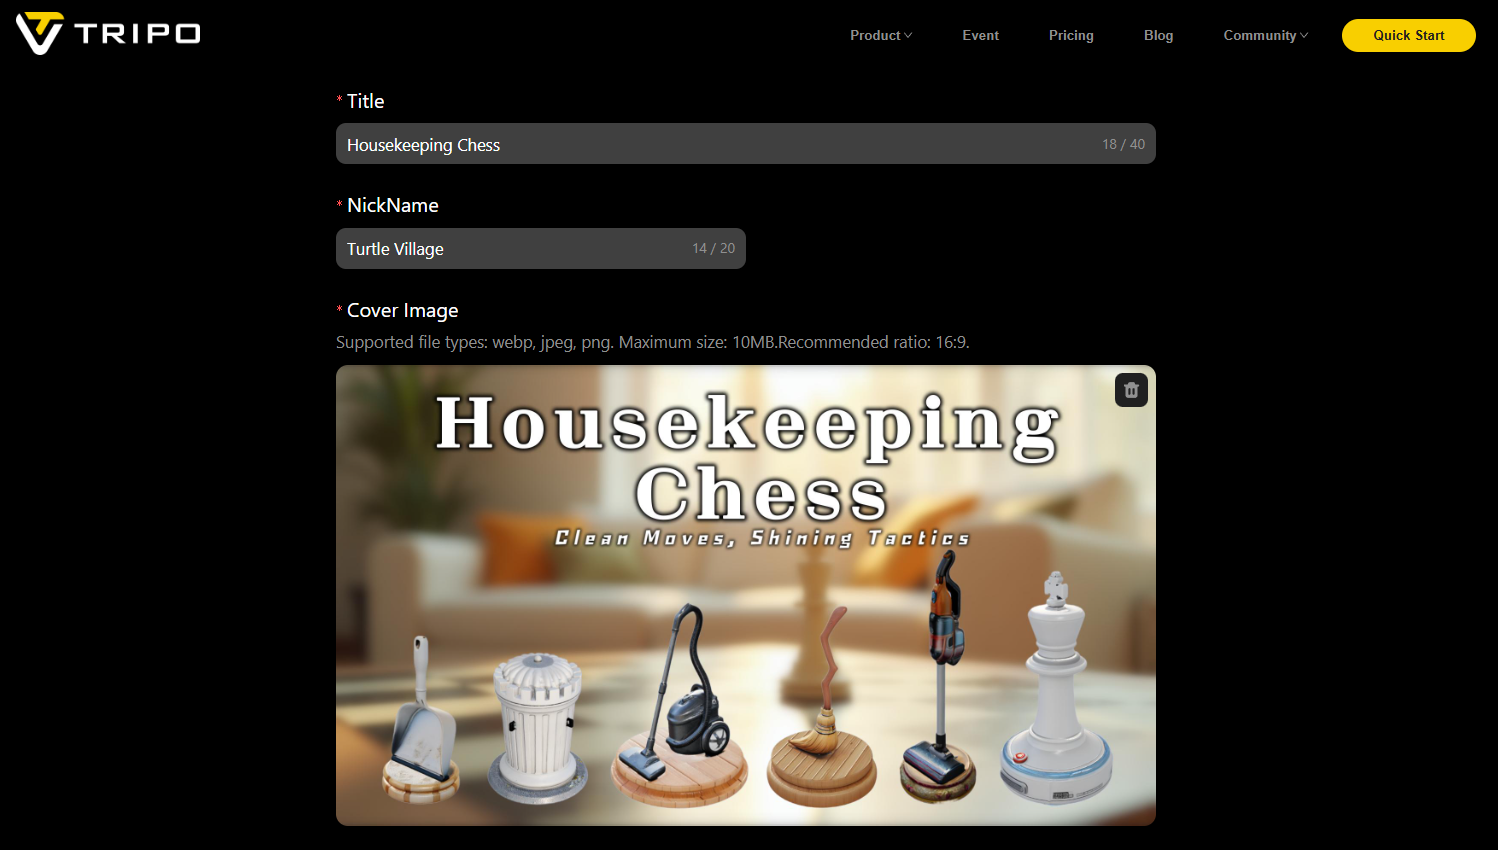 TRIPO
Product
Event
Pricing
Blog
Community
Quick Start
* Title
Housekeeping Chess
18 / 40
* NickName
Turtle Village
14 / 20
* Cover Image
Supported file types: webp, jpeg, png. Maximum size: 10MB.Recommended ratio: 16:9.
Housekeeping
Chess
Clean Moves, Shining Tactics